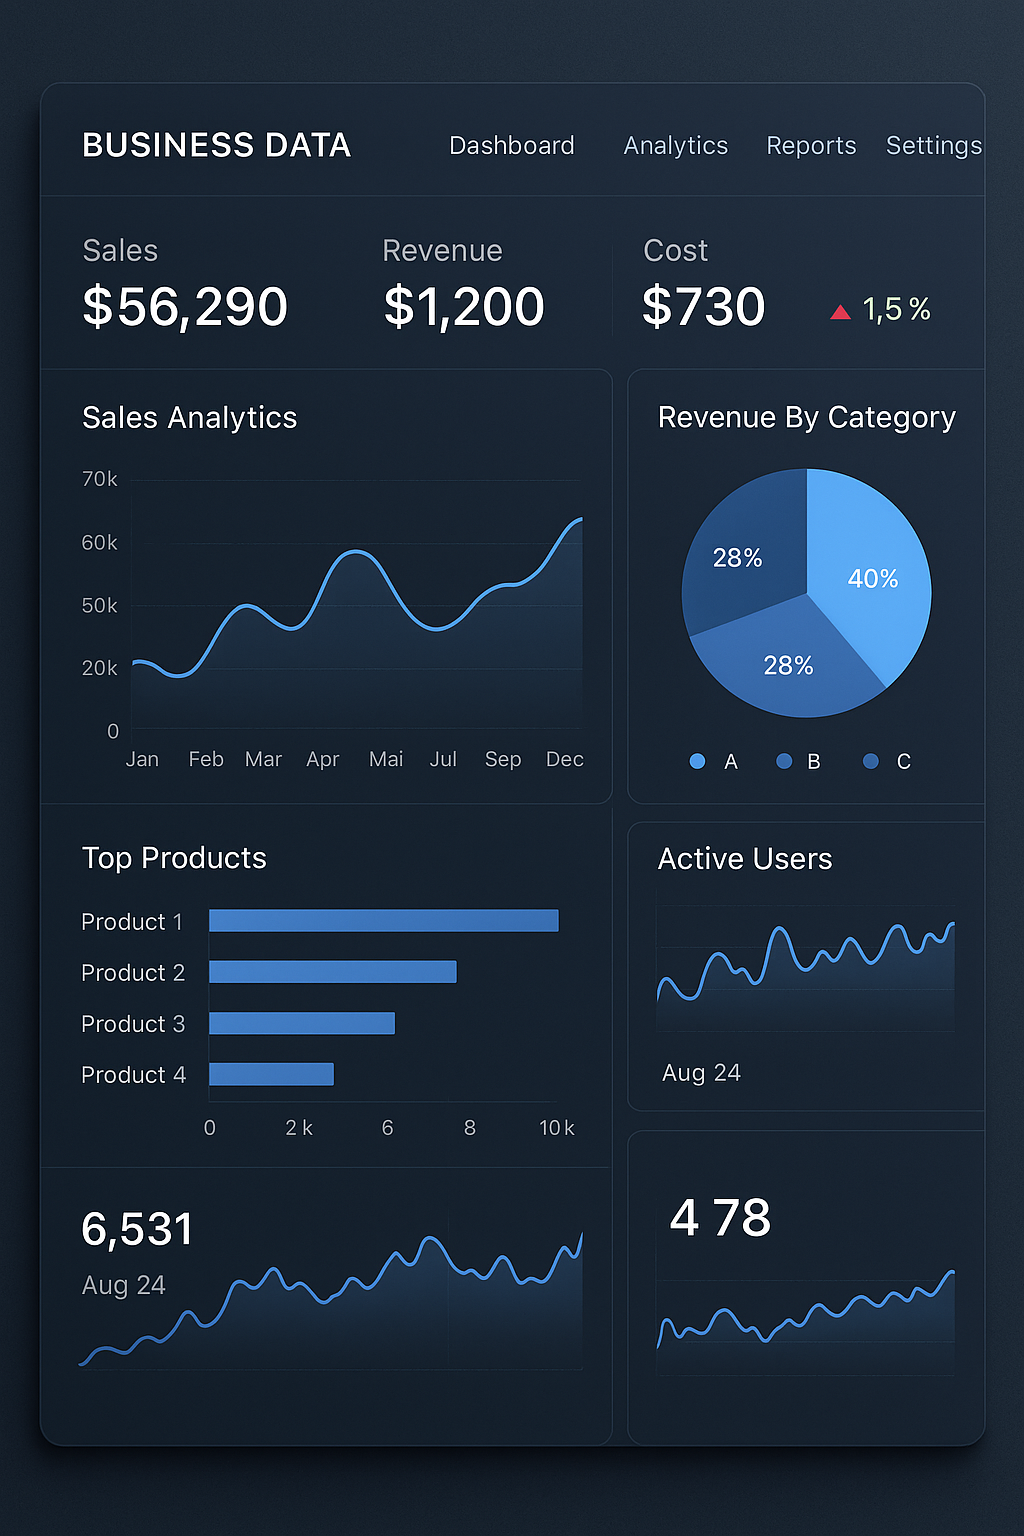 BUSINESS DATA Dashboard Analytics Reports Settings
Sales Revenue Cost
$56,290 $1,200 $730 1,5 %
Sales Analytics
70k
60k
50k
20k
0
Jan Feb Mar Apr Mai Jul Sep Dec
Revenue By Category
28%
40%
28%
A B C
Top Products
Product 1
Product 2
Product 3
Product 4
0 2 k 6 8 10 k
Active Users
Aug 24
6,531
Aug 24
4 78